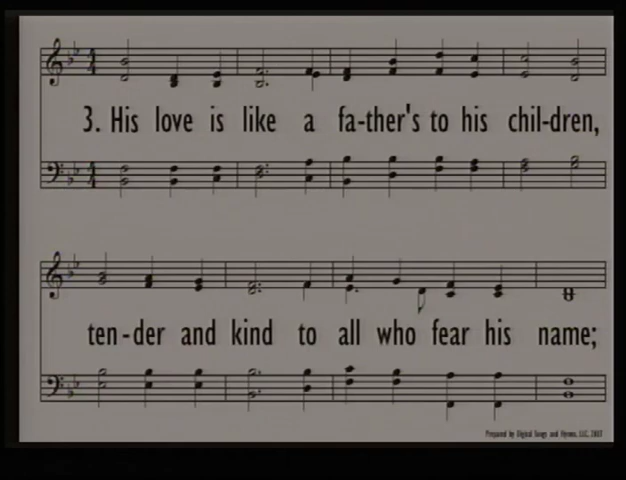 3. His love is like a fa-ther's to his chil-dren,
ten-der and kind to all who fear his name;
Prepared by Digital Songs and Hymns, LLC, 2007